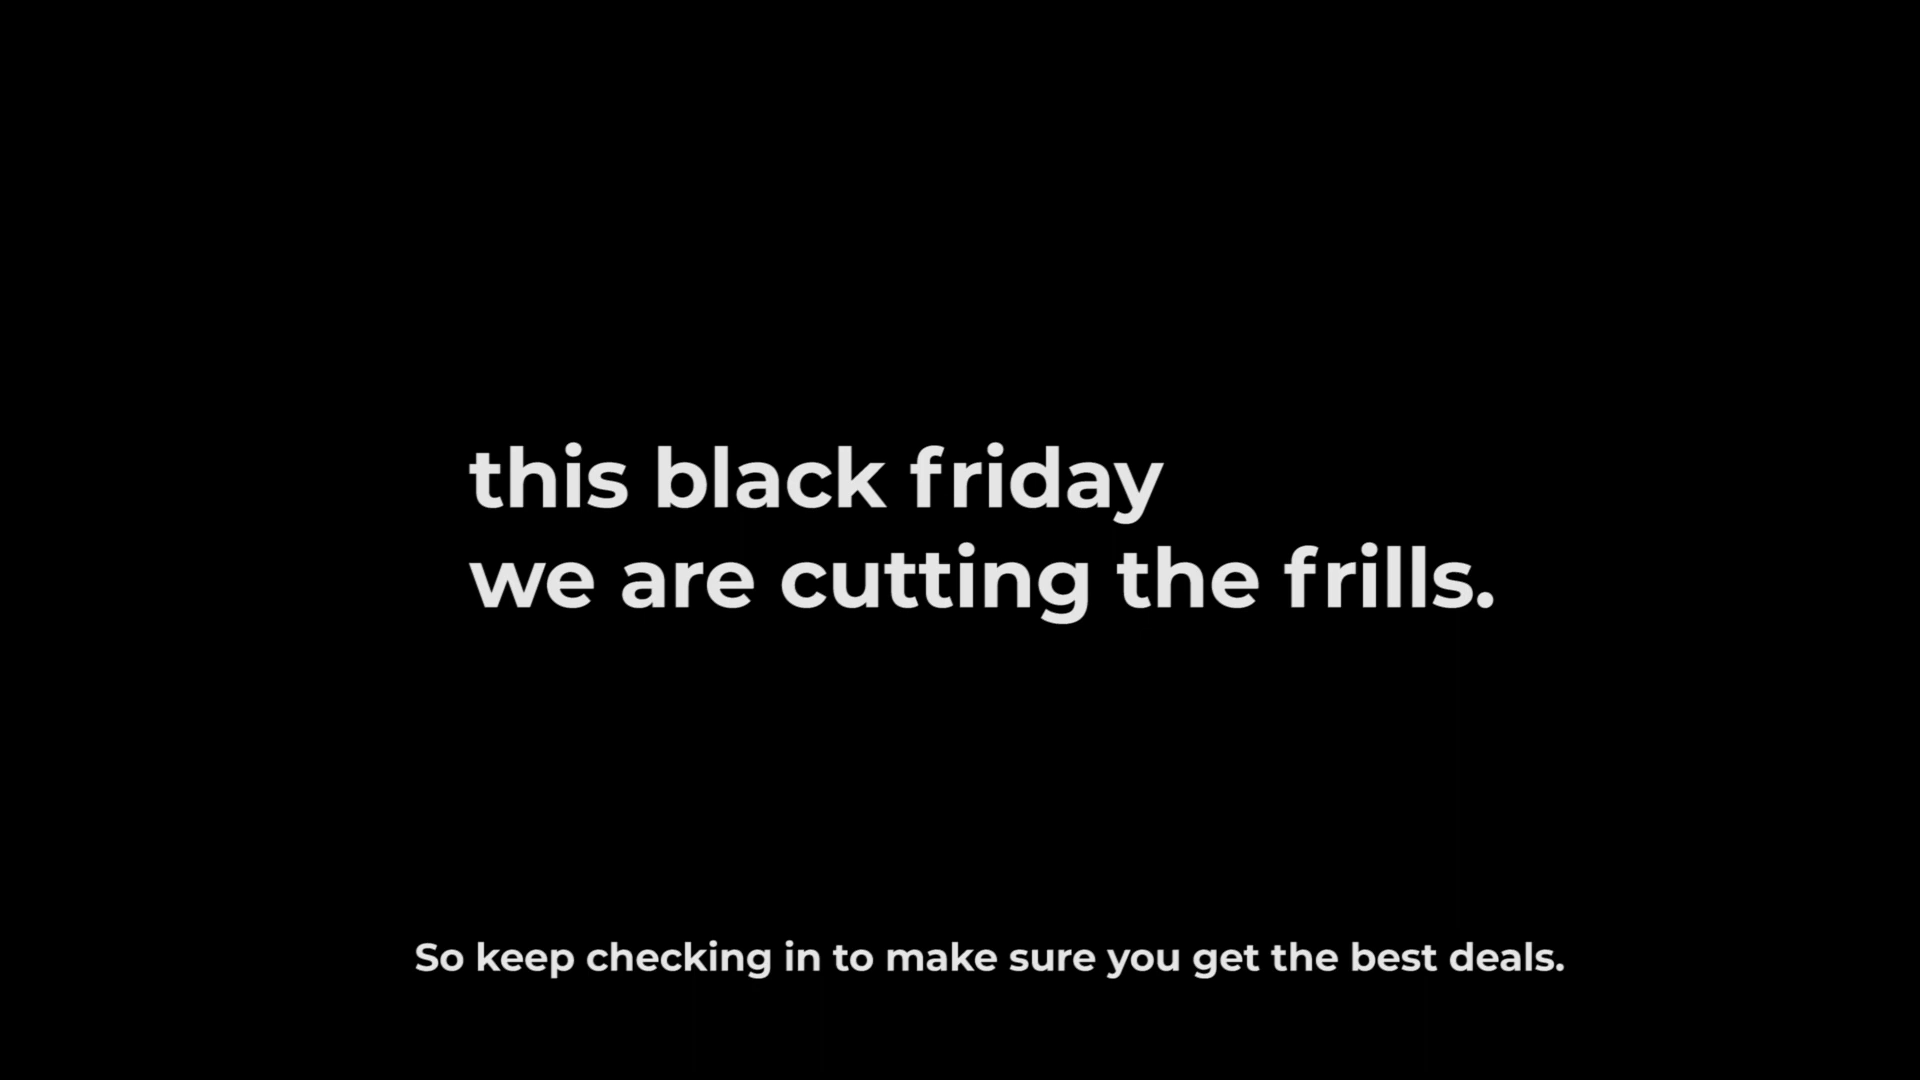 this black friday
we are cutting the frills.
So keep checking in to make sure you get the best deals.